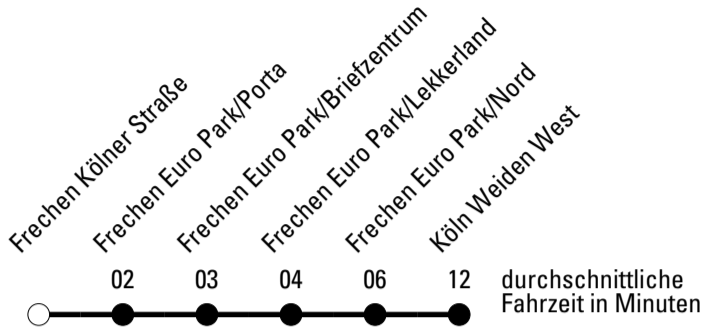 Frechen Kölner Straße
Frechen Euro Park/Porta
Frechen Euro Park/Briefzentrum
Frechen Euro Park/Lekkerland
Frechen Euro Park/Nord
Köln Weiden West
02 03 04 06 12 durchschnittliche
Fahrzeit in Minuten